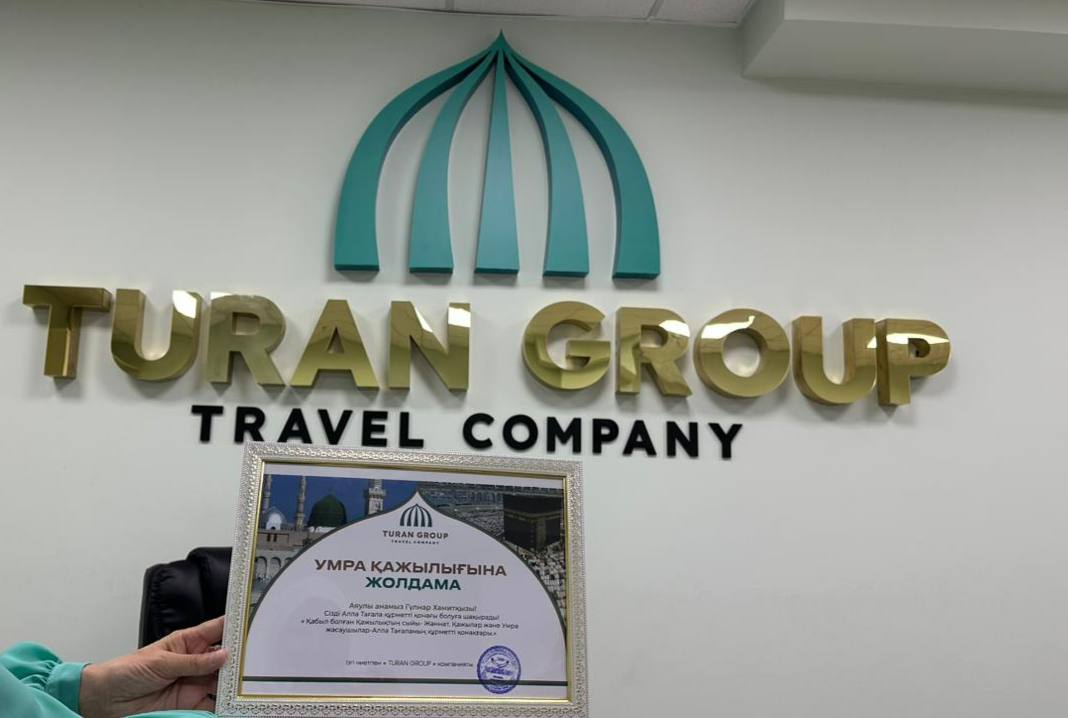 TURAN GROUP
TRAVEL COMPANY
TURAN GROUP
TRAVEL COMPANY
УМРА ҚАЖЫЛЫҒЫНА
ЖОЛДАМА
Аяулы анамыз Гүлнар Хамитқызы!
Сізді Алла Тағала құрметті қонағы болуға шақырады!
« Қабыл болған Қажылықтың сыйы- Жаннат. Қажылар және Умра
жасаушылар-Алла Тағаланың құрметті қонақтары.»
Ізгі ниетпен « TURAN GROUP » компаниясы